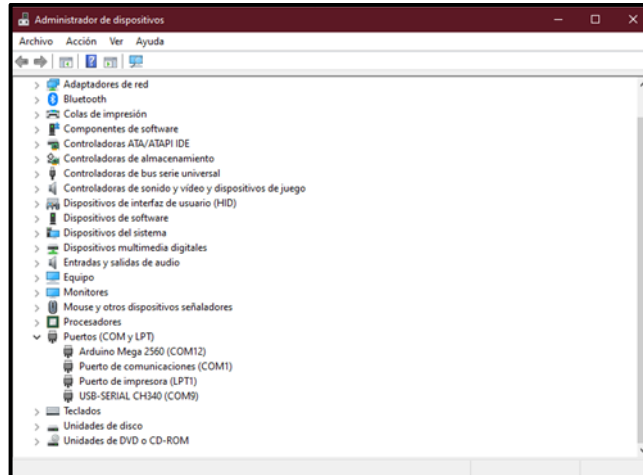 Administrador de dispositivos
Archivo Acción Ver Ayuda
Adaptadores de red
Bluetooth
Colas de impresión
Componentes de software
Controladoras ATA/ATAPI IDE
Controladoras de almacenamiento
Controladoras de bus serie universal
Controladoras de sonido y vídeo y dispositivos de juego
Dispositivos de interfaz de usuario (HID)
Dispositivos de software
Dispositivos del sistema
Dispositivos multimedia digitales
Entradas y salidas de audio
Equipo
Monitores
Mouse y otros dispositivos señaladores
Procesadores
Puertos (COM y LPT)
Arduino Mega 2560 (COM12)
Puerto de comunicaciones (COM1)
Puerto de impresora (LPT1)
USB-SERIAL CH340 (COM9)
Teclados
Unidades de disco
Unidades de DVD o CD-ROM